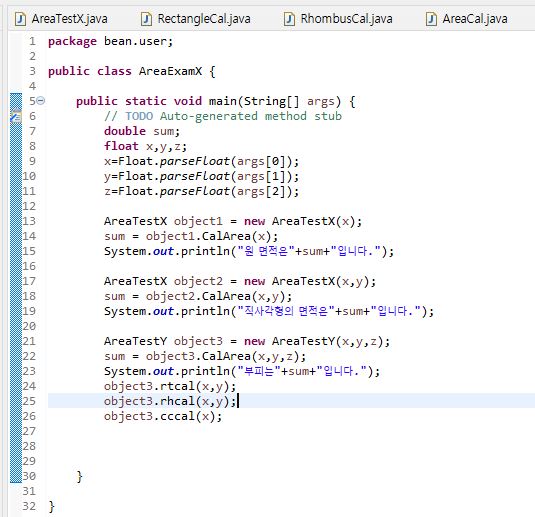 AreaTestX.java RectangleCal.java RhombusCal.java AreaCal.java
1 package bean.user;
2
3 public class AreaExamX {
4
5 public static void main(String[] args) {
6 // TODO Auto-generated method stub
7 double sum;
8 float x,y,z;
9 x=Float.parseFloat(args[0]);
10 y=Float.parseFloat(args[1]);
11 z=Float.parseFloat(args[2]);
12
13 AreaTestX object1 = new AreaTestX(x);
14 sum = object1.CalArea(x);
15 System.out.println("원 면적은"+sum+"입니다.");
16
17 AreaTestX object2 = new AreaTestX(x,y);
18 sum = object2.CalArea(x,y);
19 System.out.println("직사각형의 면적은"+sum+"입니다.");
20
21 AreaTestY object3 = new AreaTestY(x,y,z);
22 sum = object3.CalArea(x,y,z);
23 System.out.println("부피는"+sum+"입니다.");
24 object3.rtcal(x,y);
25 object3.rhcal(x,y);
26 object3.cccal(x);
27
28
29
30 }
31
32 }